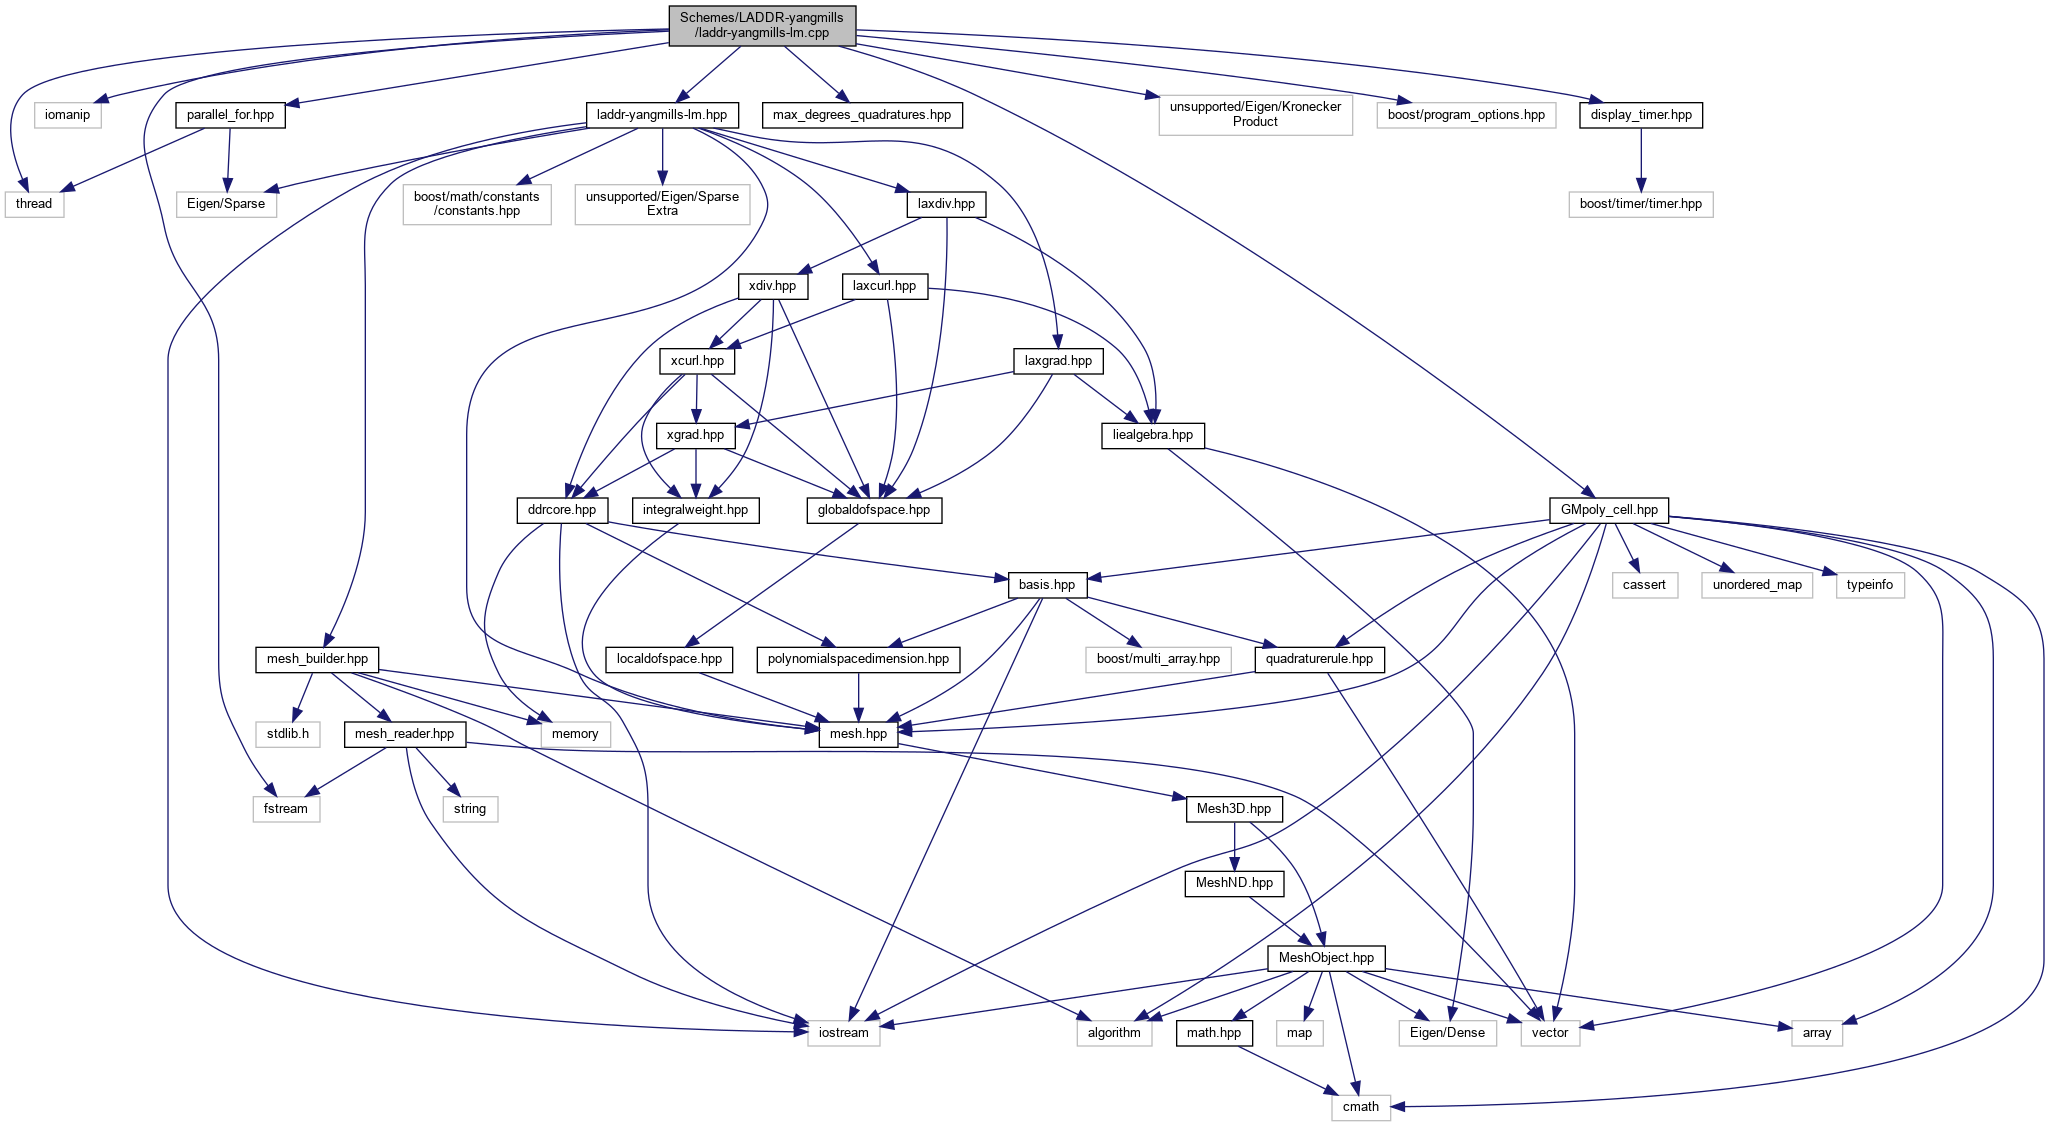 Schemes/LADDR-yangmills
/laddr-yangmills-lm.cpp
iomanip
parallel_for.hpp
laddr-yangmills-lm.hpp
max_degrees_quadratures.hpp
unsupported/Eigen/Kronecker
Product
boost/program_options.hpp
display_timer.hpp
thread
Eigen/Sparse
boost/math/constants
/constants.hpp
unsupported/Eigen/Sparse
Extra
laxdiv.hpp
boost/timer/timer.hpp
xdiv.hpp
laxcurl.hpp
xcurl.hpp
laxgrad.hpp
xgrad.hpp
liealgebra.hpp
ddrcore.hpp
integralweight.hpp
globaldofspace.hpp
GMpoly_cell.hpp
basis.hpp
cassert
unordered_map
typeinfo
mesh_builder.hpp
localdofspace.hpp
polynomialspacedimension.hpp
boost/multi_array.hpp
quadraturerule.hpp
stdlib.h
mesh_reader.hpp
memory
mesh.hpp
fstream
string
Mesh3D.hpp
MeshND.hpp
MeshObject.hpp
iostream
algorithm
math.hpp
map
Eigen/Dense
vector
array
cmath